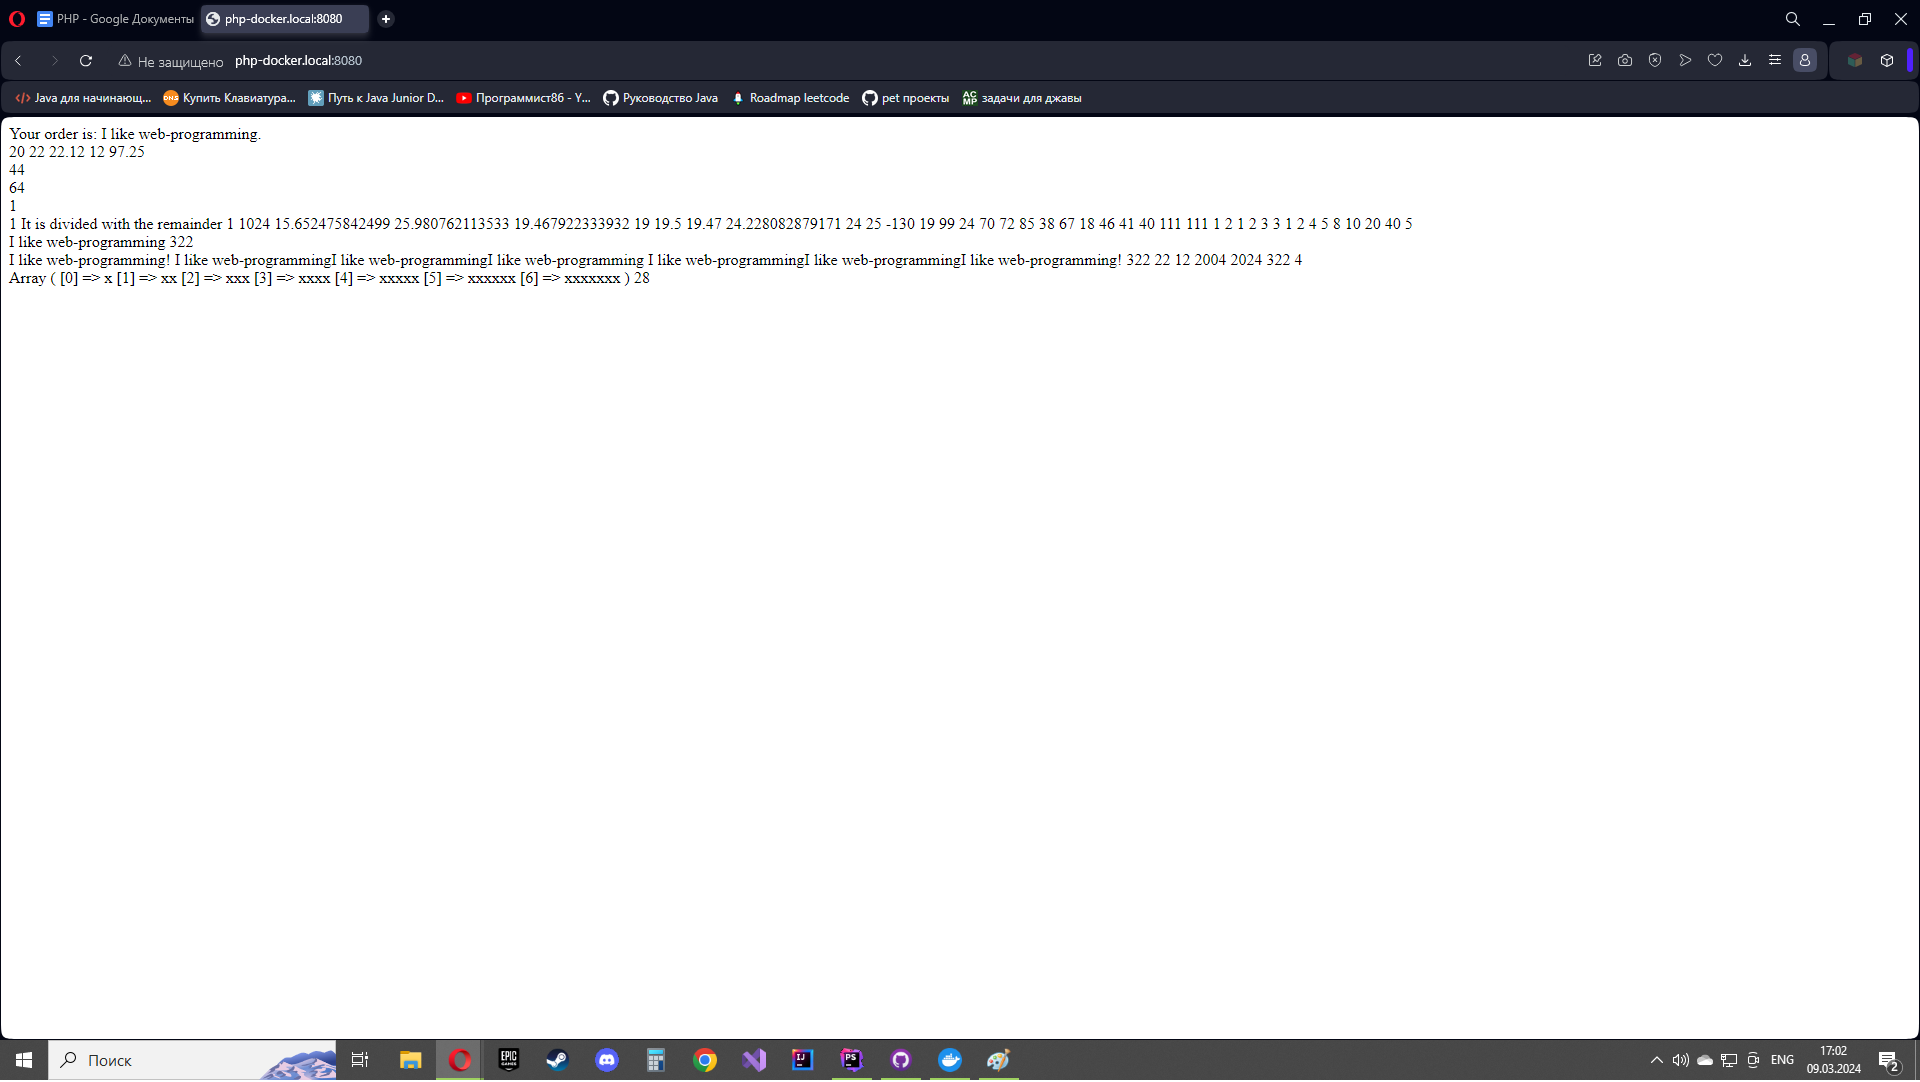 PHP - Google Документы
php-docker.local:8080
Не защищено php-docker.local:8080
Java для начинающ... DNS Купить Клавиатура... Путь к Java Junior D... Программист86 - Y... Руководство Java Roadmap leetcode pet проекты AC MP задачи для джавы
Your order is: I like web-programming.
20 22 22.12 12 97.25
44
64
1
1 It is divided with the remainder 1 1024 15.652475842499 25.980762113533 19.467922333932 19 19.5 19.47 24.228082879171 24 25 -130 19 99 24 70 72 85 38 67 18 46 41 40 111 111 1 2 1 2 3 3 1 2 4 5 8 10 20 40 5
I like web-programming 322
I like web-programming! I like web-programmingI like web-programmingI like web-programming I like web-programmingI like web-programmingI like web-programming! 322 22 12 2004 2024 322 4
Array ( [0] => x [1] => xx [2] => xxx [3] => xxxx [4] => xxxxx [5] => xxxxxx [6] => xxxxxxx ) 28
Поиск
EPIC GAMES
IJ
PS
ENG
17:02
09.03.2024
2